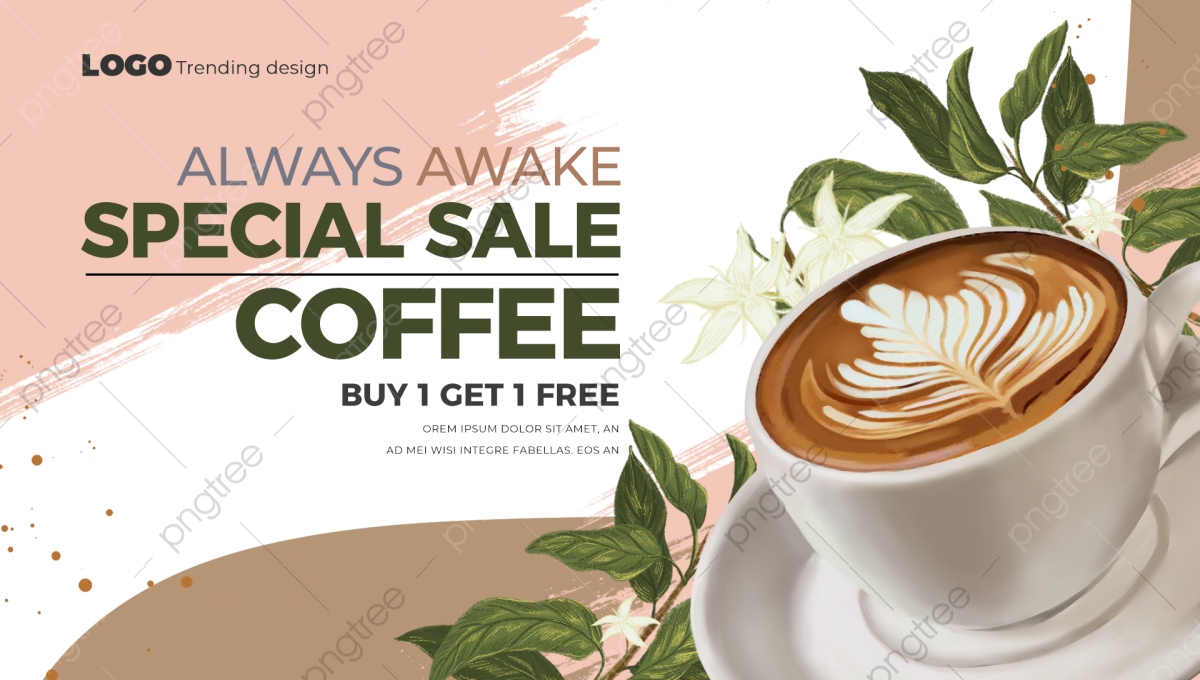 LOGO Trending design
ALWAYS AWAKE
SPECIAL SALE
COFFEE
BUY 1 GET 1 FREE
OREM IPSUM DOLOR SIT AMET, AN
AD MEI WISI INTEGRE FABELLAS. EOS AN
pngtree